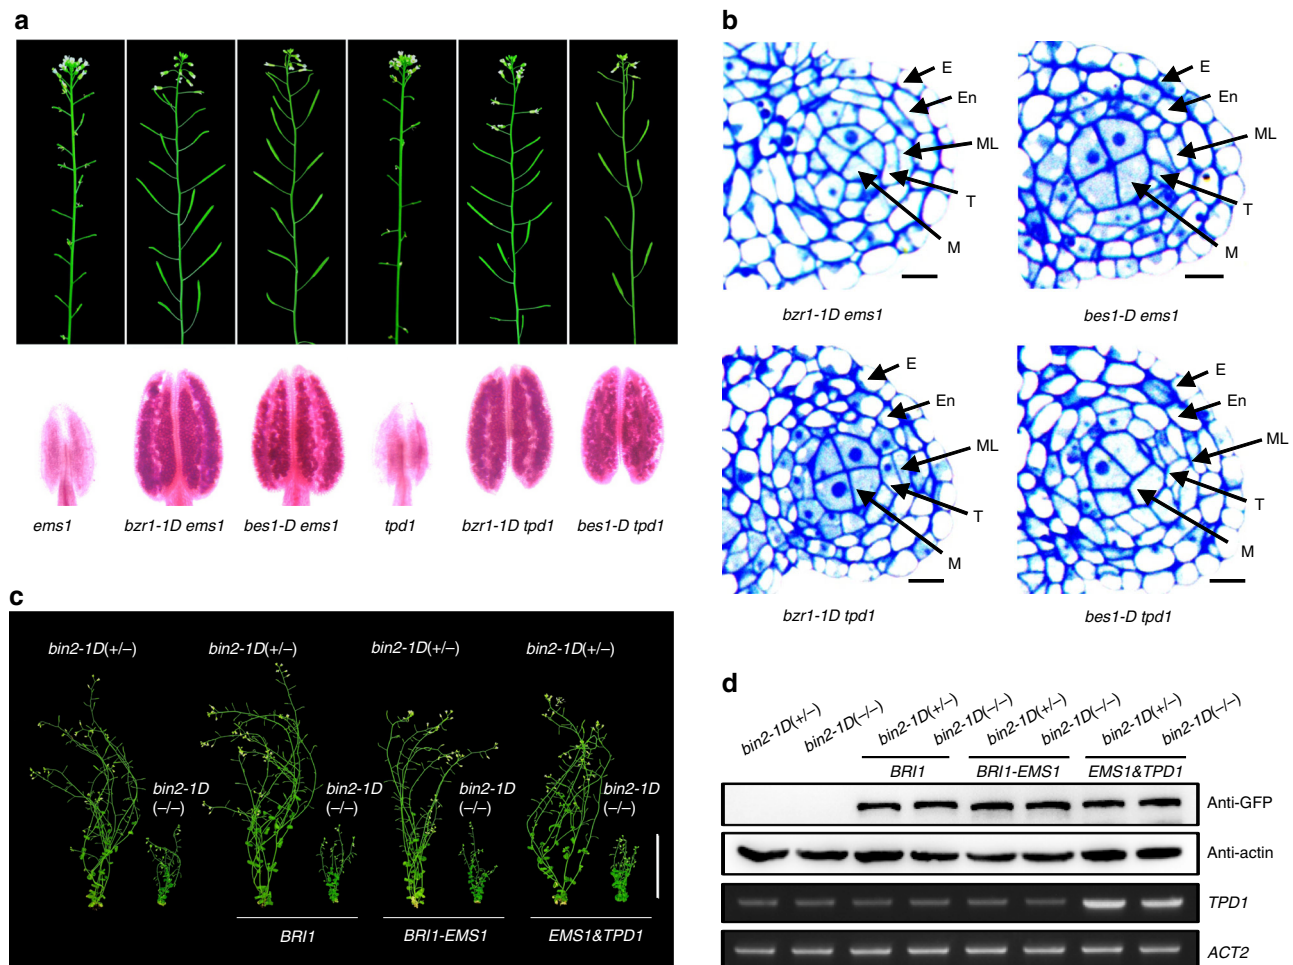 a
ems1 bzr1-1D ems1 bes1-D ems1 tpd1 bzr1-1D tpd1 bes1-D tpd1
b
E
En
ML
T
M
bzr1-1D ems1
E
En
ML
T
M
bes1-D ems1
E
En
ML
T
M
bzr1-1D tpd1
E
En
ML
T
M
bes1-D tpd1
c
bin2-1D(+/–) bin2-1D(+/–) bin2-1D(+/–) bin2-1D(+/–)
bin2-1D
(–/–)
bin2-1D
(–/–)
bin2-1D
(–/–)
bin2-1D
(–/–)
BRI1 BRI1-EMS1 EMS1&TPD1
d
bin2-1D(+/–) bin2-1D(–/–) bin2-1D(+/–) bin2-1D(–/–) bin2-1D(+/–) bin2-1D(–/–) bin2-1D(+/–) bin2-1D(–/–)
BRI1 BRI1-EMS1 EMS1&TPD1
Anti-GFP
Anti-actin
TPD1
ACT2